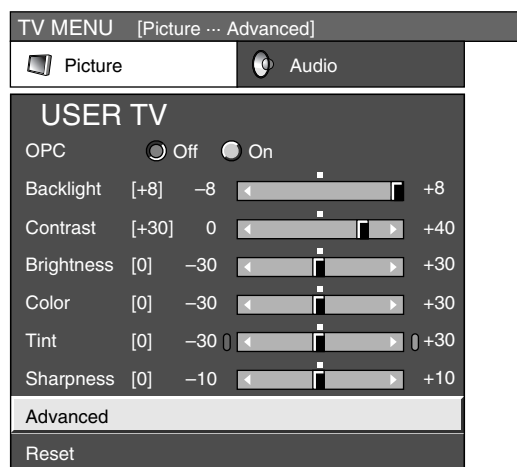 TV MENU [Picture ··· Advanced]
Picture Audio
USER TV
OPC Off On
Backlight [+8] –8 +8
Contrast [+30] 0 +40
Brightness [0] –30 +30
Color [0] –30 +30
Tint [0] –30 +30
Sharpness [0] –10 +10
Advanced
Reset